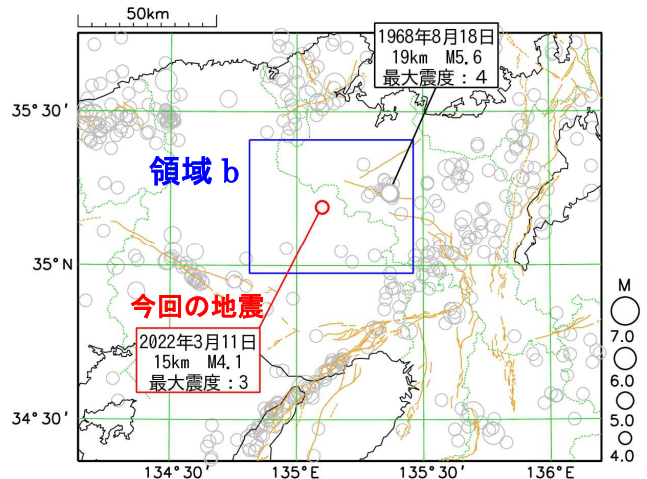 50km
1968年8月18日
19km M5.6
最大震度：4
35°30′
領域 b
35°N
今回の地震
2022年3月11日
15km M4.1
最大震度：3
34°30′
134°30′
135°E
135°30′
136°E
M
7.0
6.0
5.0
4.0